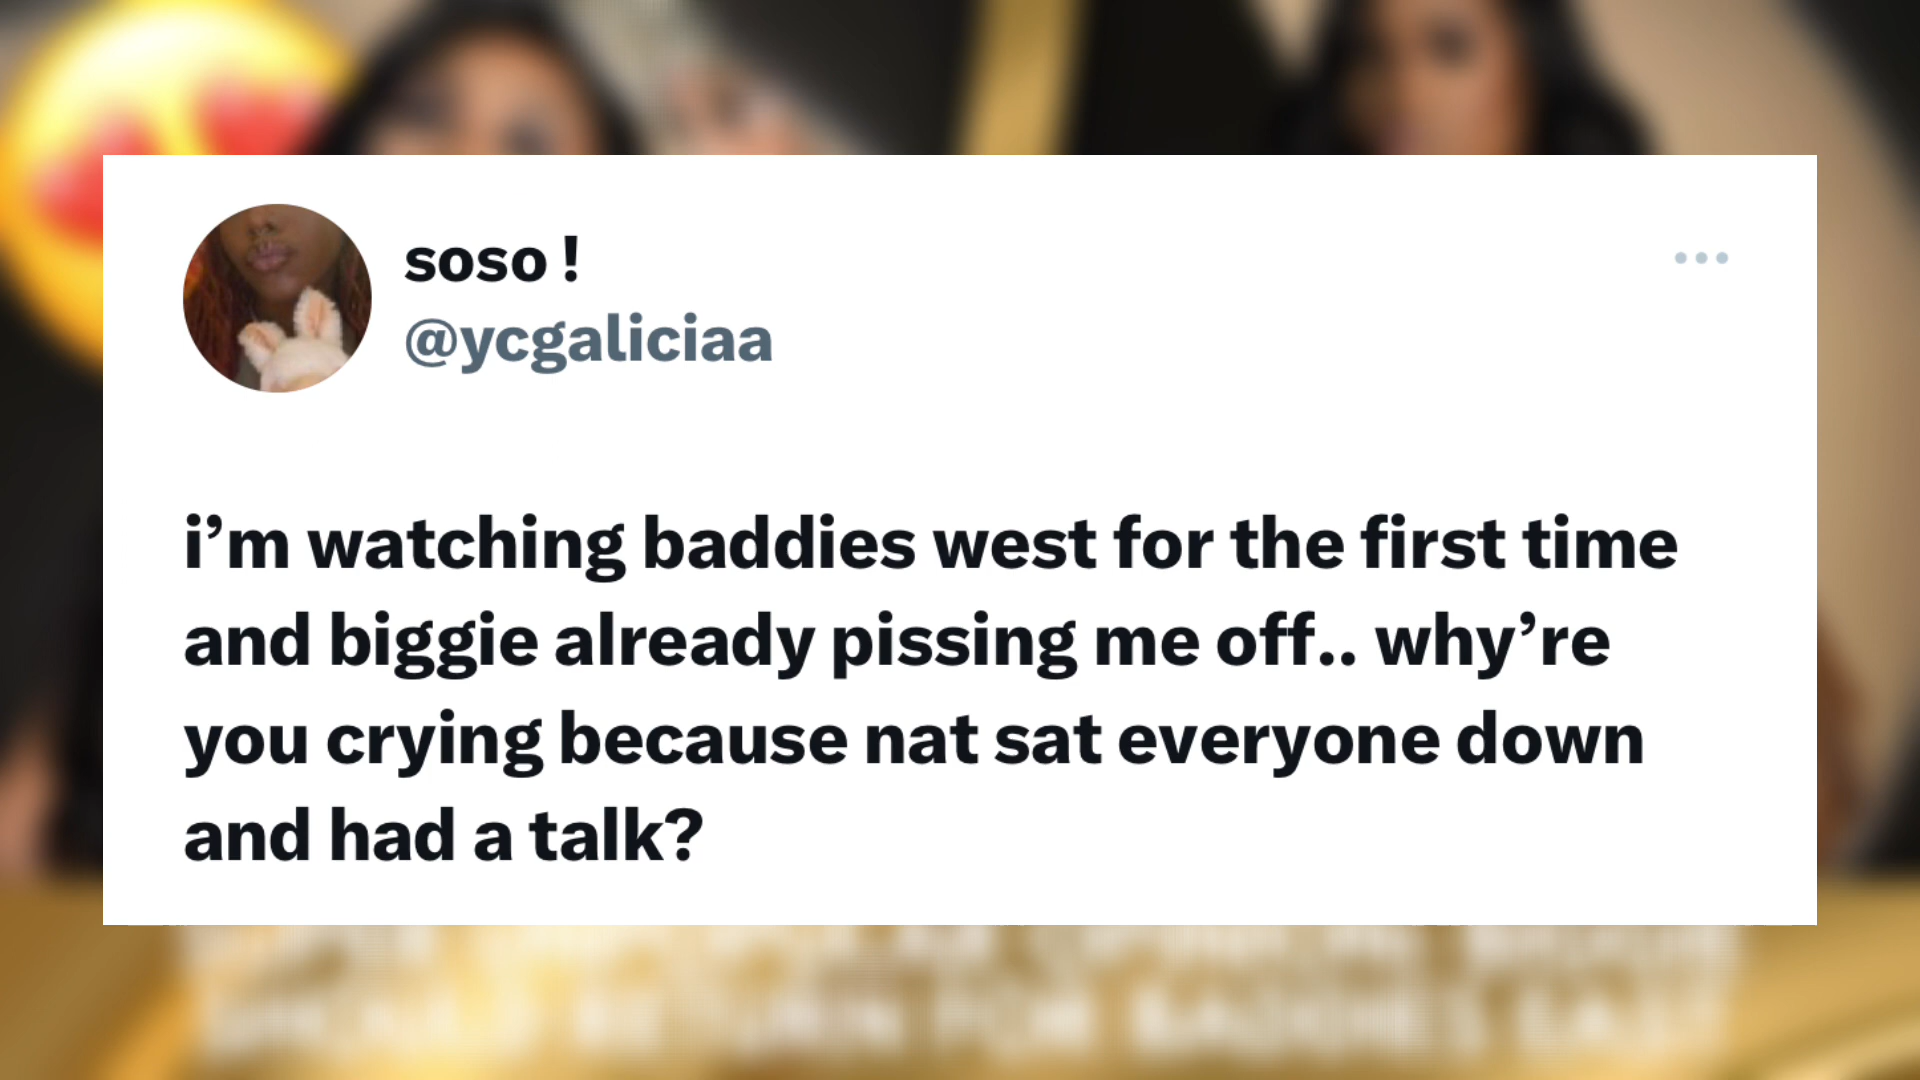 soso !
@ycgaliciaa
i’m watching baddies west for the first time
and biggie already pissing me off.. why’re
you crying because nat sat everyone down
and had a talk?